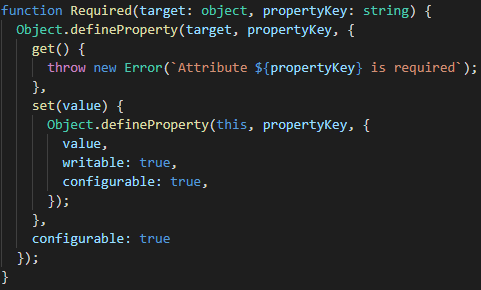 function Required(target: object, propertyKey: string) {
  Object.defineProperty(target, propertyKey, {
    get() {
      throw new Error(`Attribute ${propertyKey} is required`);
    },
    set(value) {
      Object.defineProperty(this, propertyKey, {
        value,
        writable: true,
        configurable: true,
      });
    },
    configurable: true
  });
}